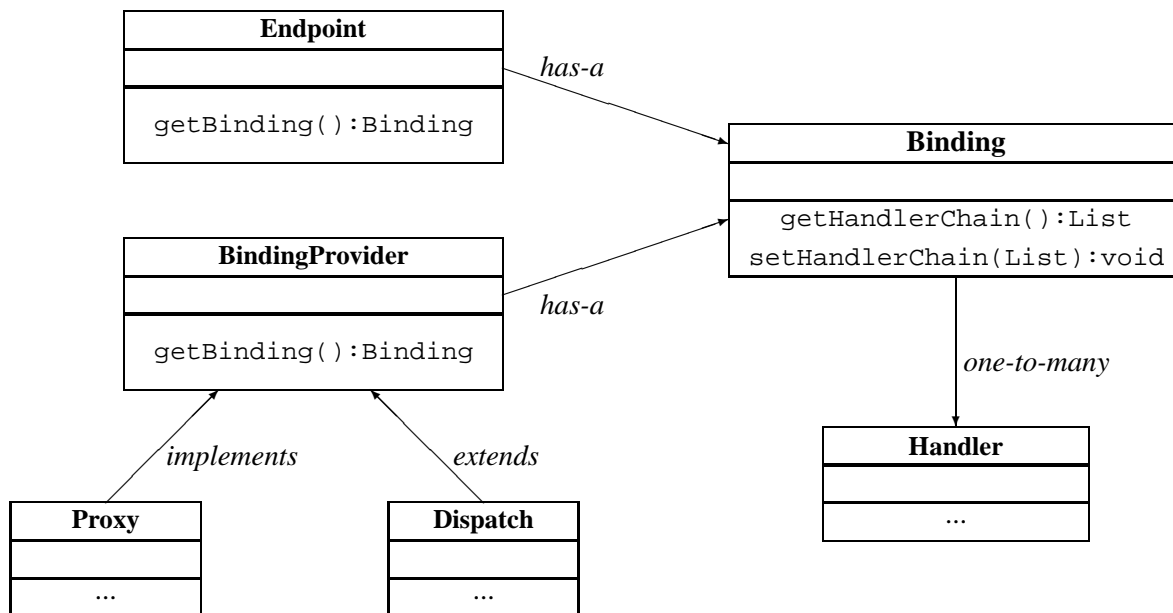 Endpoint
getBinding():Binding
has-a
Binding
getHandlerChain():List
setHandlerChain(List):void
BindingProvider
getBinding():Binding
has-a
one-to-many
implements
extends
Handler
...
Proxy
...
Dispatch
...